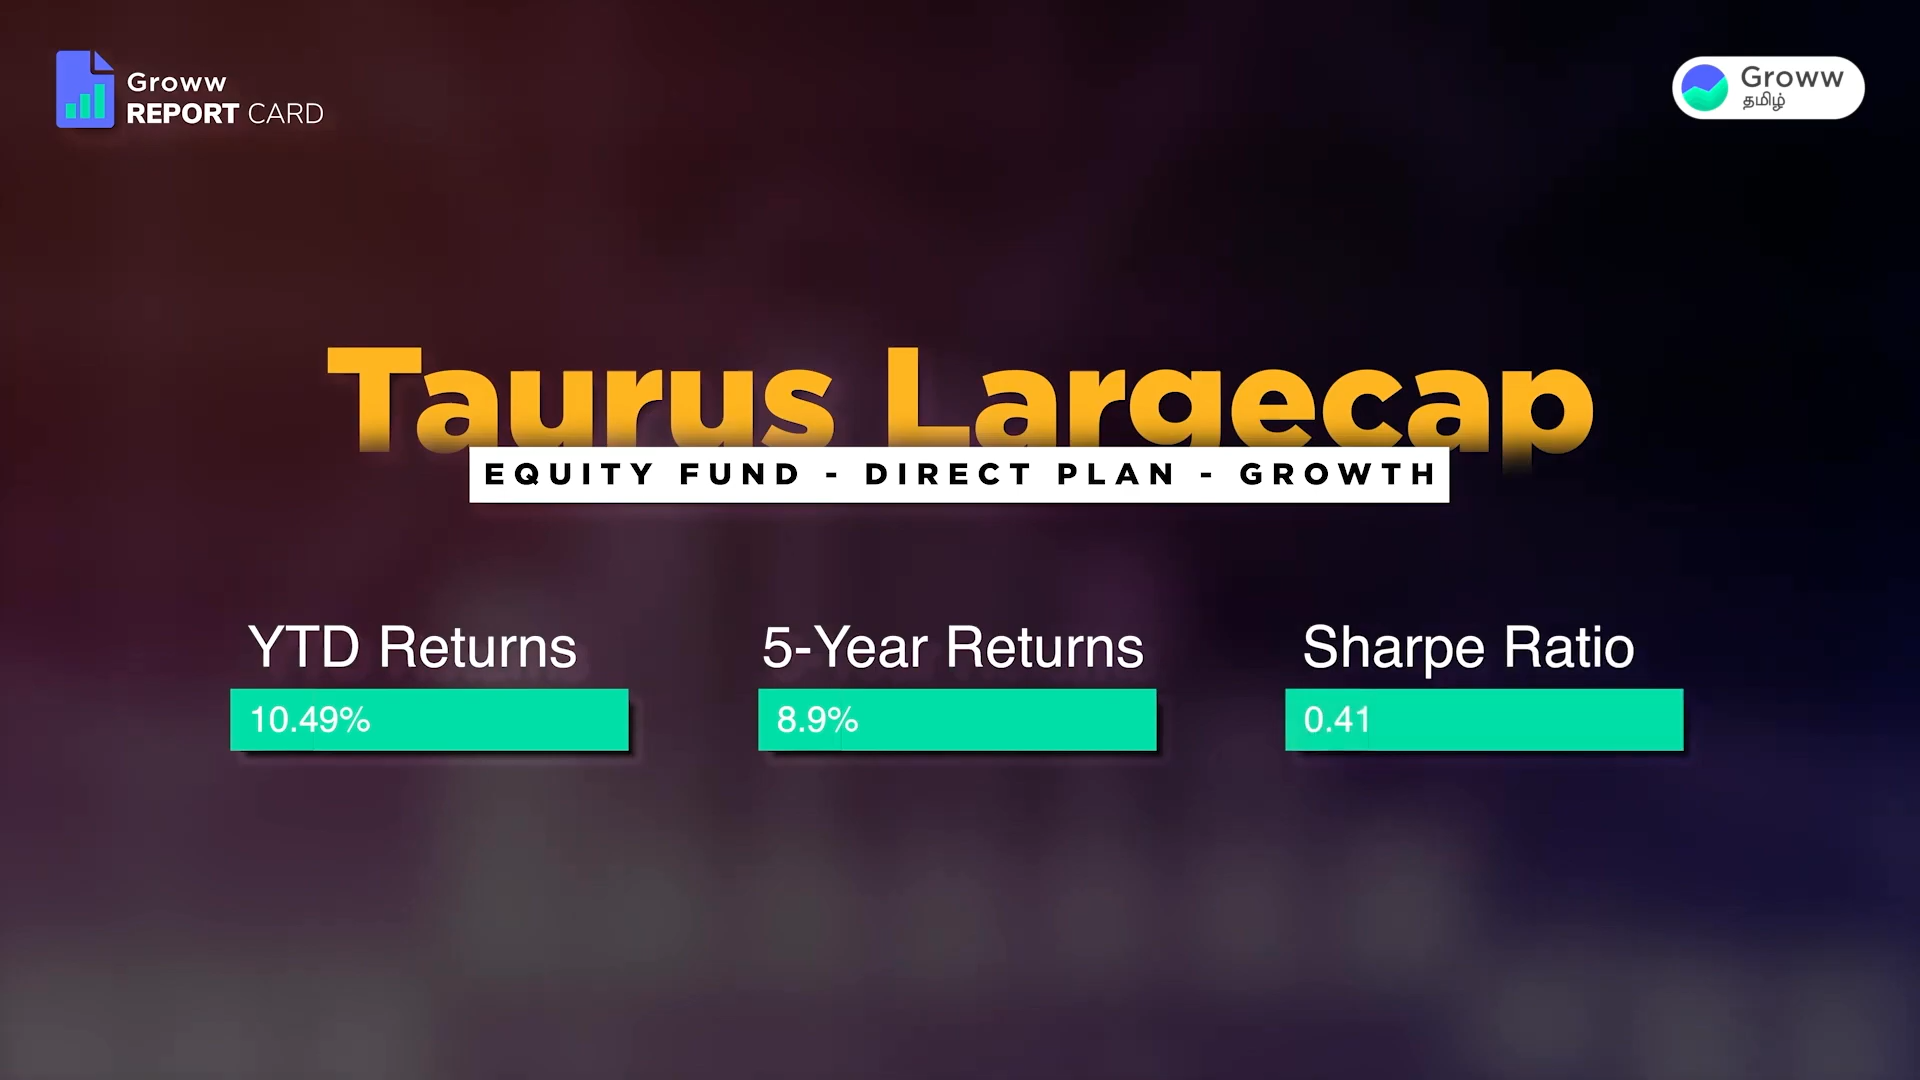 Groww
REPORT CARD
Groww
தமிழ்
Taurus Largecap
EQUITY FUND - DIRECT PLAN - GROWTH
YTD Returns
10.49%
5-Year Returns
8.9%
Sharpe Ratio
0.41